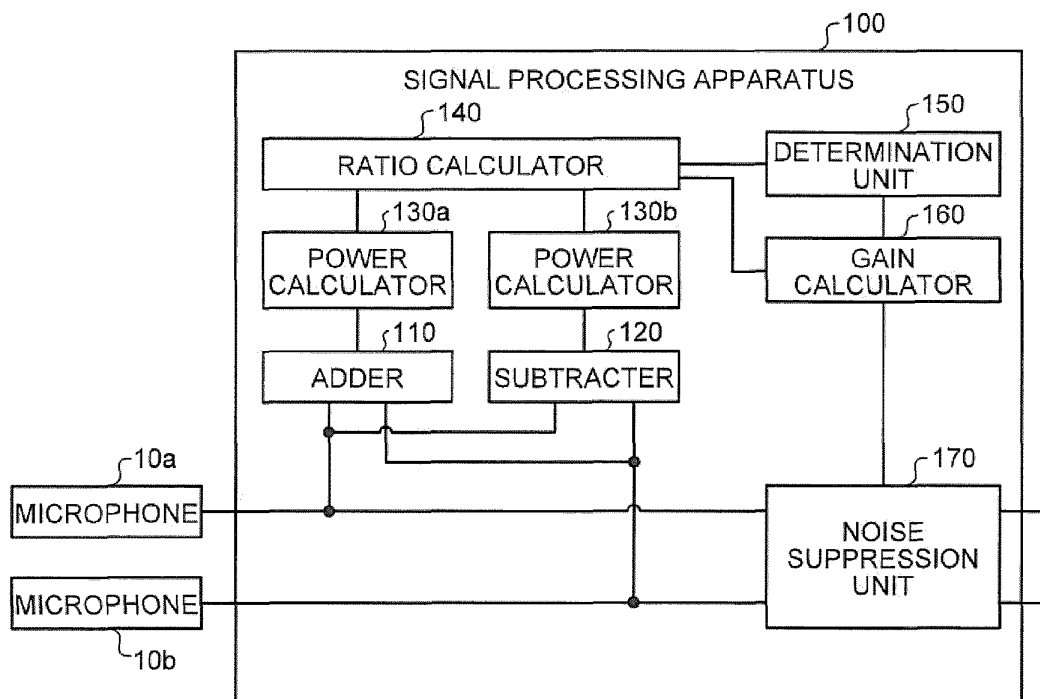 100
SIGNAL PROCESSING APPARATUS
140
RATIO CALCULATOR
150
DETERMINATION
UNIT
130a
POWER
CALCULATOR
130b
POWER
CALCULATOR
160
GAIN
CALCULATOR
110
ADDER
120
SUBTRACTER
10a
MICROPHONE
170
NOISE
SUPPRESSION
UNIT
MICROPHONE
10b